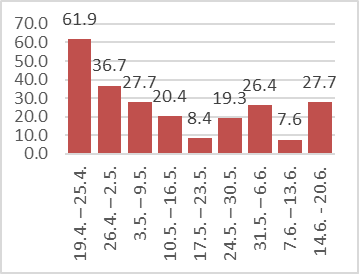 61.9
70.0
60.0
50.0
40.0
30.0
20.0
10.0
0.0
36.7
27.7
20.4
8.4
19.3
26.4
7.6
27.7
19.4. – 25.4.
26.4. – 2.5.
3.5. – 9.5.
10.5. – 16.5.
17.5. – 23.5.
24.5. – 30.5.
31.5. – 6.6.
7.6. – 13.6.
14.6. - 20.6.